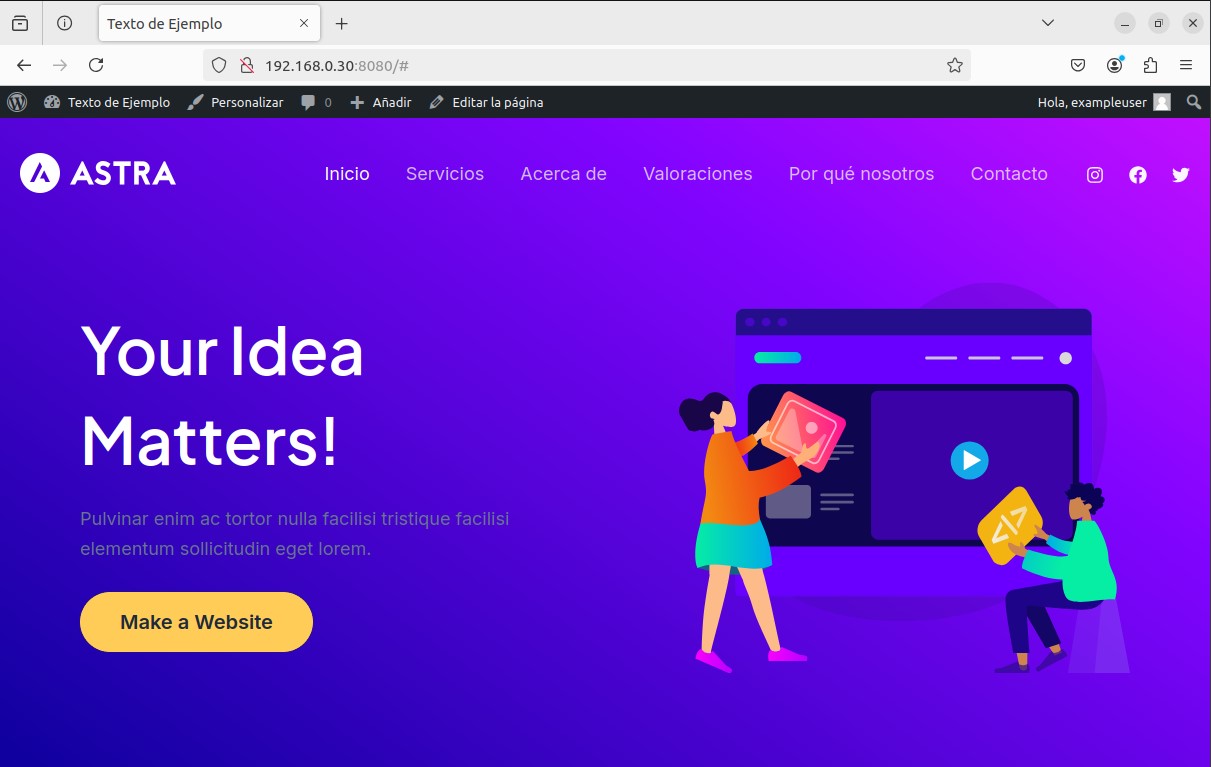 Texto de Ejemplo
192.168.0.30:8080/#
Texto de Ejemplo Personalizar 0 Añadir Editar la página Hola, exampleuser
ASTRA Inicio Servicios Acerca de Valoraciones Por qué nosotros Contacto
Your Idea
Matters!
Pulvinar enim ac tortor nulla facilisi tristique facilisi
elementum sollicitudin eget lorem.
Make a Website